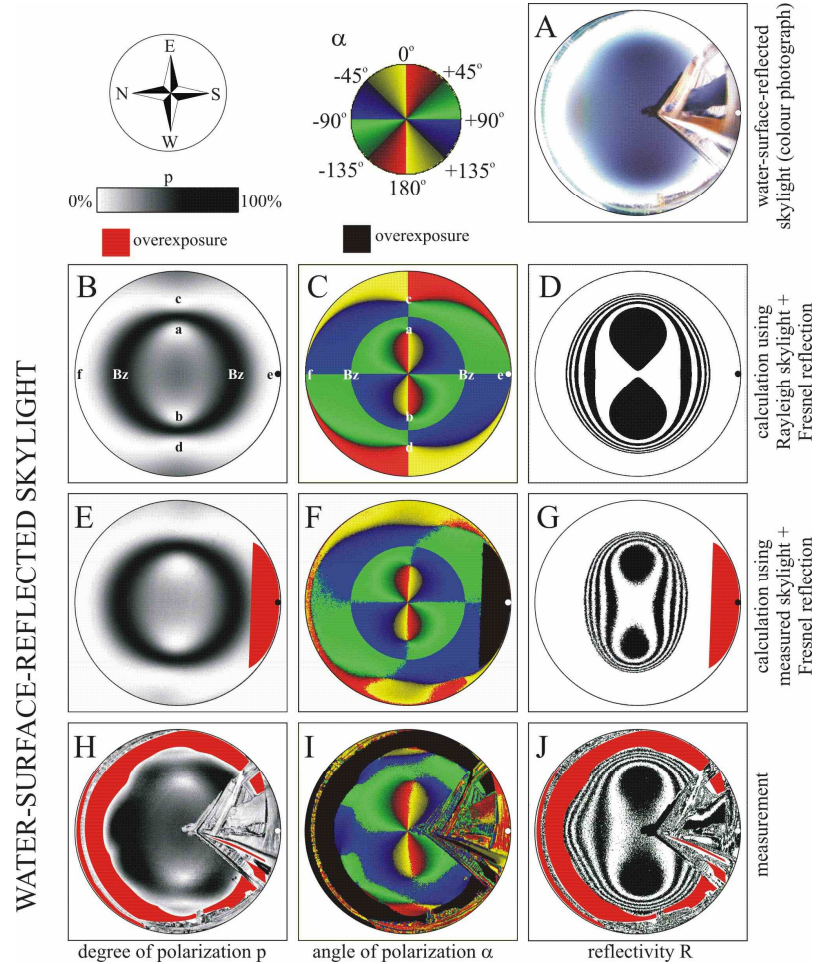 E
N S
W
p
0% 100%
overexposure
α
0°
-45° +45°
-90° +90°
-135° +135°
180°
overexposure
A
water-surface-reflected
skylight (colour photograph)
WATER-SURFACE-REFLECTED SKYLIGHT
B
c
a
f Bz Bz e
b
d
C
c
a
f Bz Bz e
b
d
D
calculation using
Rayleigh skylight +
Fresnel reflection
E
F
G
calculation using
measured skylight +
Fresnel reflection
H
I
J
measurement
degree of polarization p
angle of polarization α
reflectivity R